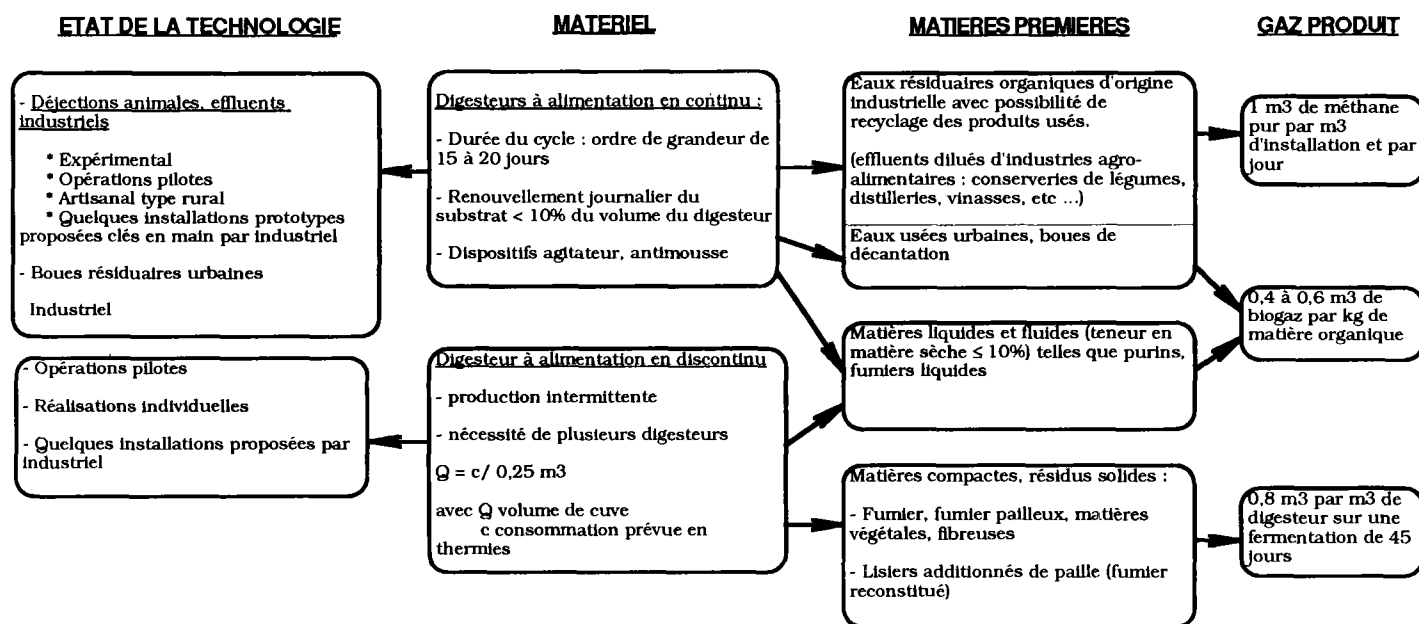 ETAT DE LA TECHNOLOGIE
MATERIEL
MATIERES PREMIERES
GAZ PRODUIT
- Déjections animales, effluents
industriels
* Expérimental
* Opérations pilotes
* Artisanal type rural
* Quelques installations prototypes
proposées clés en main par industriel
- Boues résiduaires urbaines
Industriel
- Opérations pilotes
- Réalisations individuelles
- Quelques installations proposées par
industriel
Digesteurs à alimentation en continu :
- Durée du cycle : ordre de grandeur de
15 à 20 jours
- Renouvellement journalier du
substrat < 10% du volume du digesteur
- Dispositifs agitateur, antimousse
Digesteur à alimentation en discontinu
- production intermittente
- nécessité de plusieurs digesteurs
Q = c/ 0,25 m3
avec Q volume de cuve
c consommation prévue en
thermies
Eaux résiduaires organiques d'origine
industrielle avec possibilité de
recyclage des produits usés.
(effluents dilués d'industries agro-
alimentaires : conserveries de légumes,
distilleries, vinasses, etc ...)
Eaux usées urbaines, boues de
décantation
Matières liquides et fluides (teneur en
matière sèche ≤ 10%) telles que purins,
fumiers liquides
Matières compactes, résidus solides :
- Fumier, fumier pailleux, matières
végétales, fibreuses
- Lisiers additionnés de paille (fumier
reconstitué)
1 m3 de méthane
pur par m3
d'installation et par
jour
0,4 à 0,6 m3 de
biogaz par kg de
matière organique
0,8 m3 par m3 de
digesteur sur une
fermentation de 45
jours